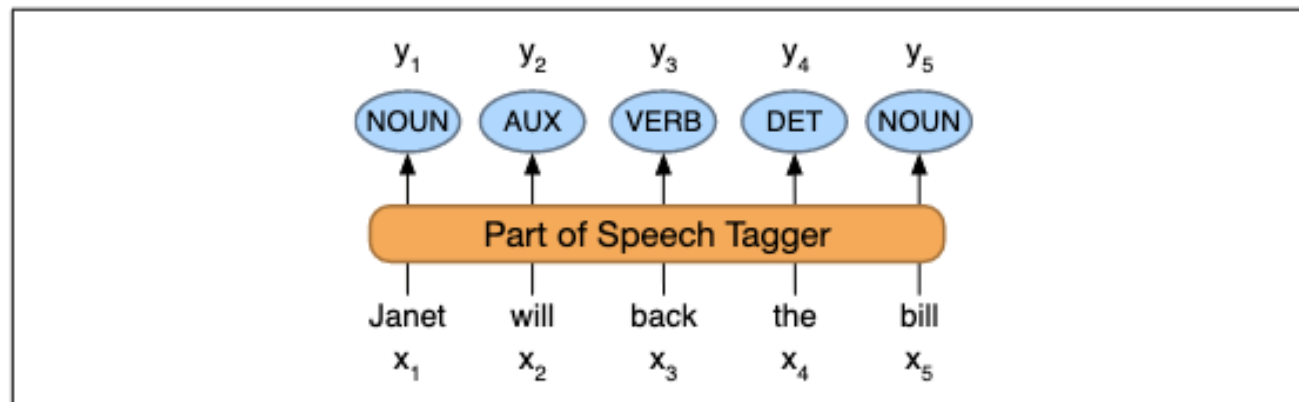 y1 y2 y3 y4 y5
NOUN AUX VERB DET NOUN
Part of Speech Tagger
Janet will back the bill
x1 x2 x3 x4 x5